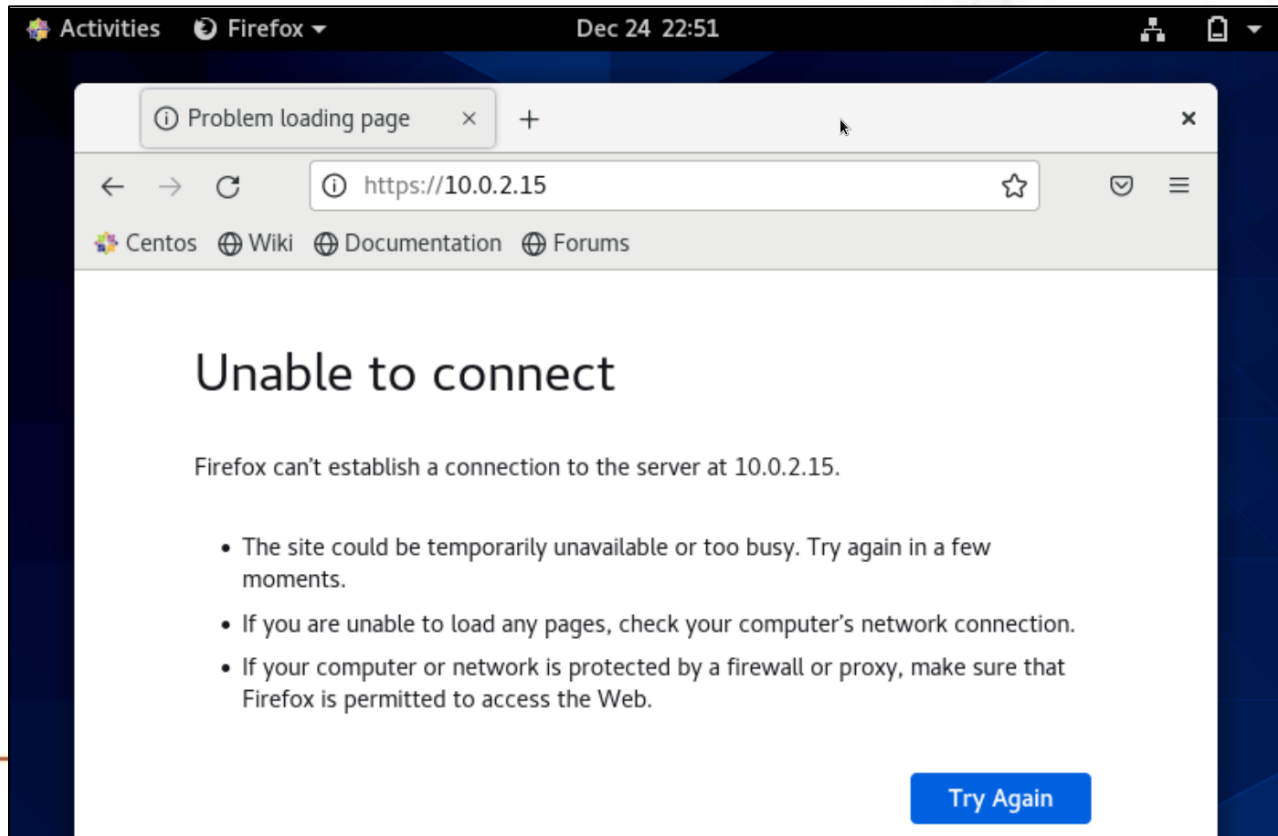 Activities Firefox Dec 24 22:51
Problem loading page
https://10.0.2.15
Centos Wiki Documentation Forums
Unable to connect
Firefox can't establish a connection to the server at 10.0.2.15.
• The site could be temporarily unavailable or too busy. Try again in a few
moments.
• If you are unable to load any pages, check your computer's network connection.
• If your computer or network is protected by a firewall or proxy, make sure that
Firefox is permitted to access the Web.
Try Again